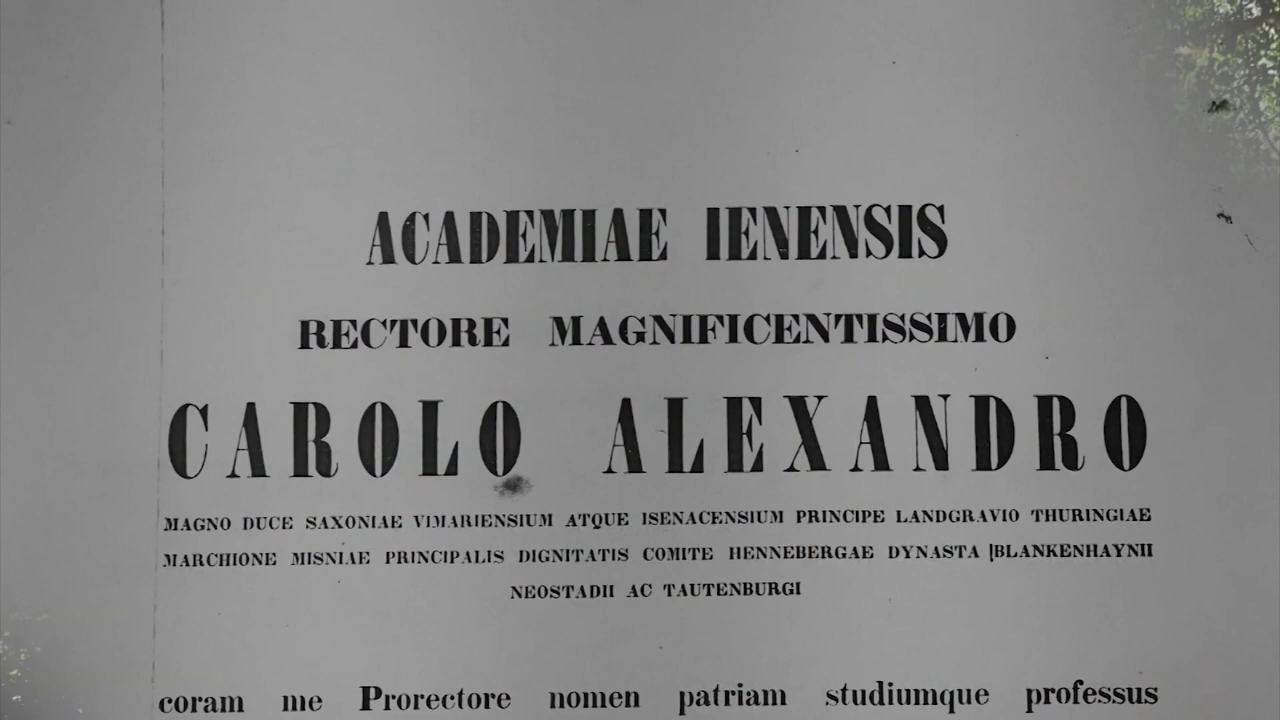 ACADEMIAE IENENSIS
RECTORE MAGNIFICENTISSIMO
CAROLO ALEXANDRO
MAGNO DUCE SAXONIAE VIMARIENSIUM ATQUE ISENACENSIUM PRINCIPE LANDGRAVIO THURINGIAE
MARCHIONE MISNIAE PRINCIPALIS DIGNITATIS COMITE HENNEBERGAE DYNASTA BLANKENHAYNII
NEOSTADII AC TAUTENBURGI
coram me Prorectore nomen patriam studiumque professus